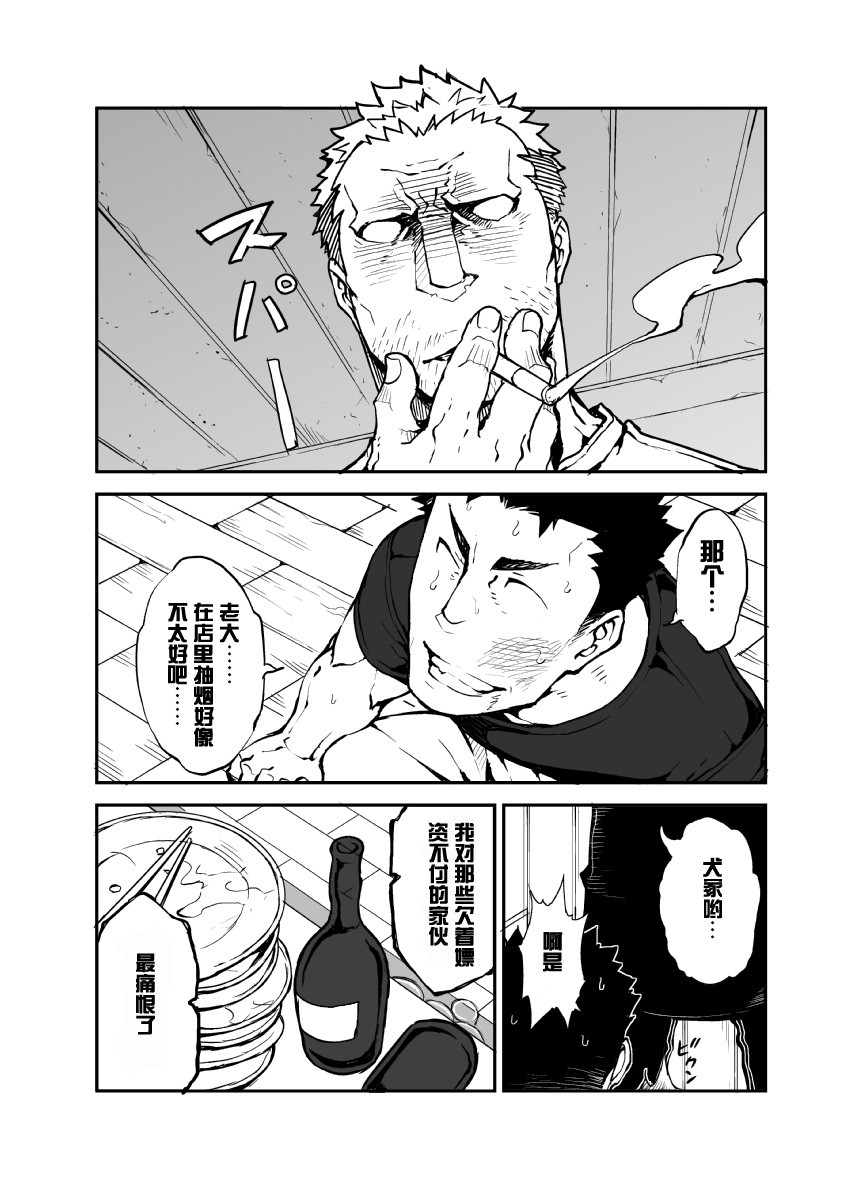 スパー
那个…
老大……
在店里抽烟好像
不太好吧……
犬冢哟…
啊是
ビクン
我对那些欠着嫖
资不付的家伙
最痛恨了